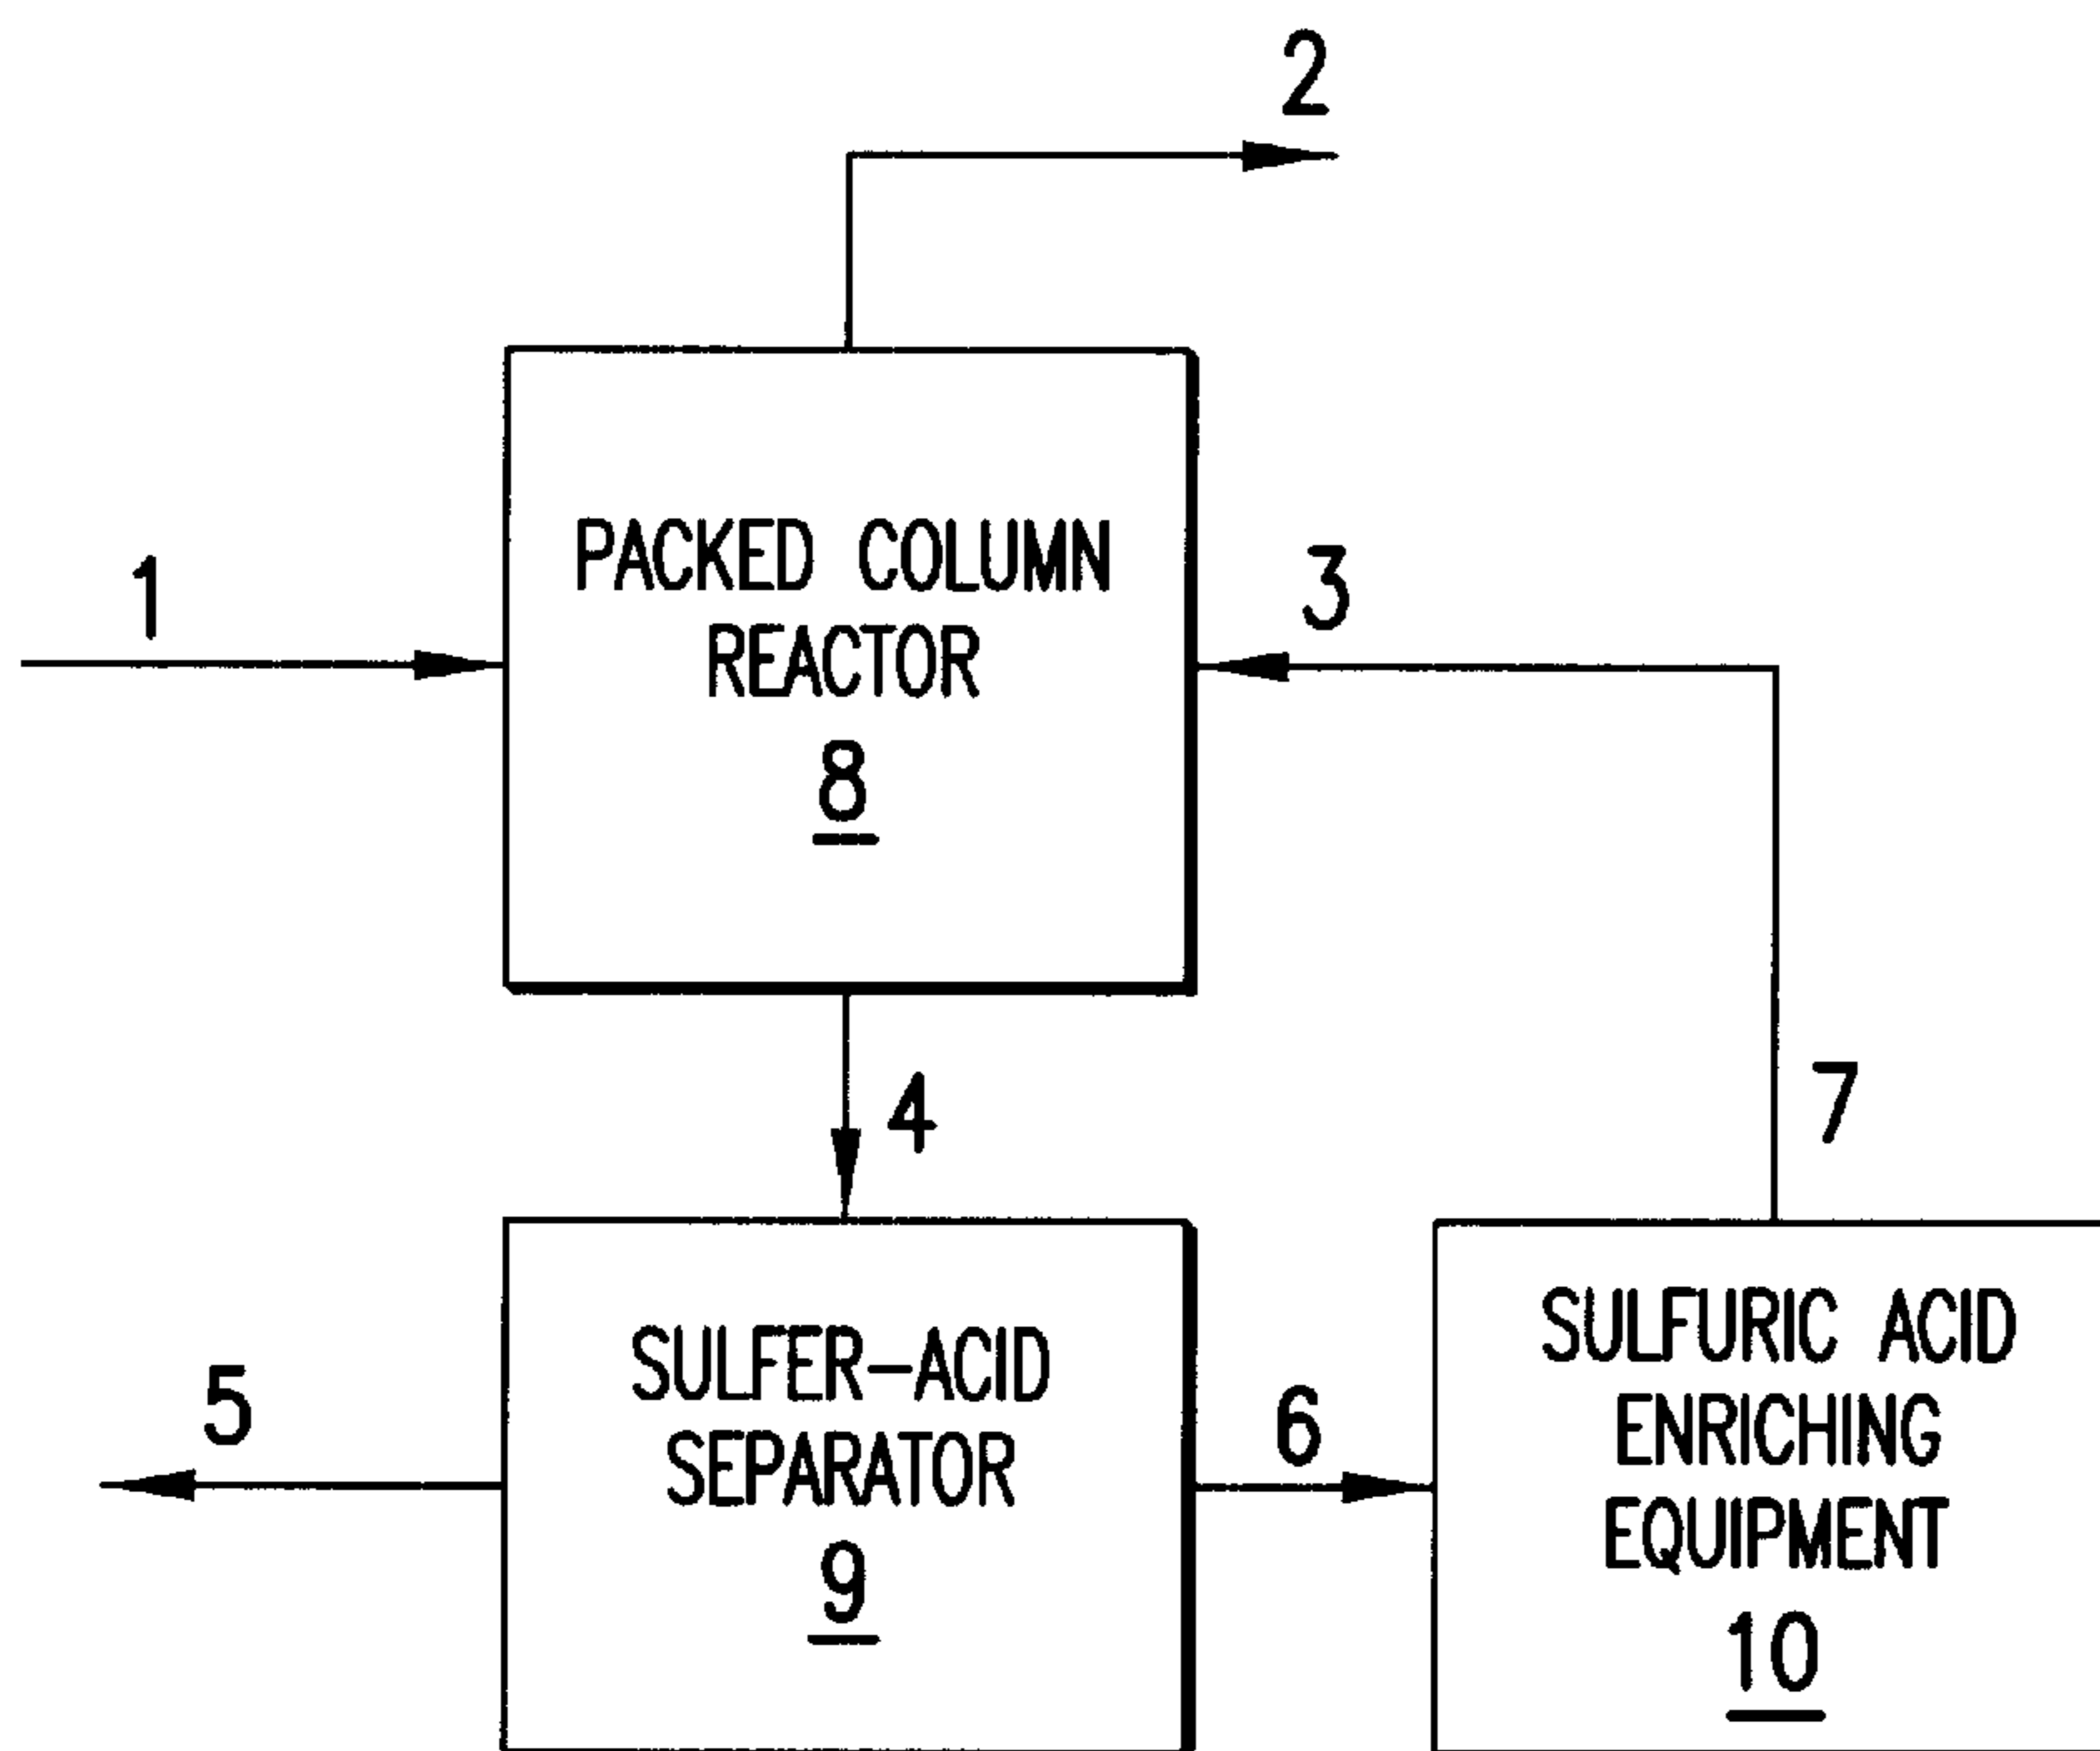 2
PACKED COLUMN
REACTOR
8
1
3
4
7
SULFER-ACID
SEPARATOR
9
5
6
SULFURIC ACID
ENRICHING
EQUIPMENT
10